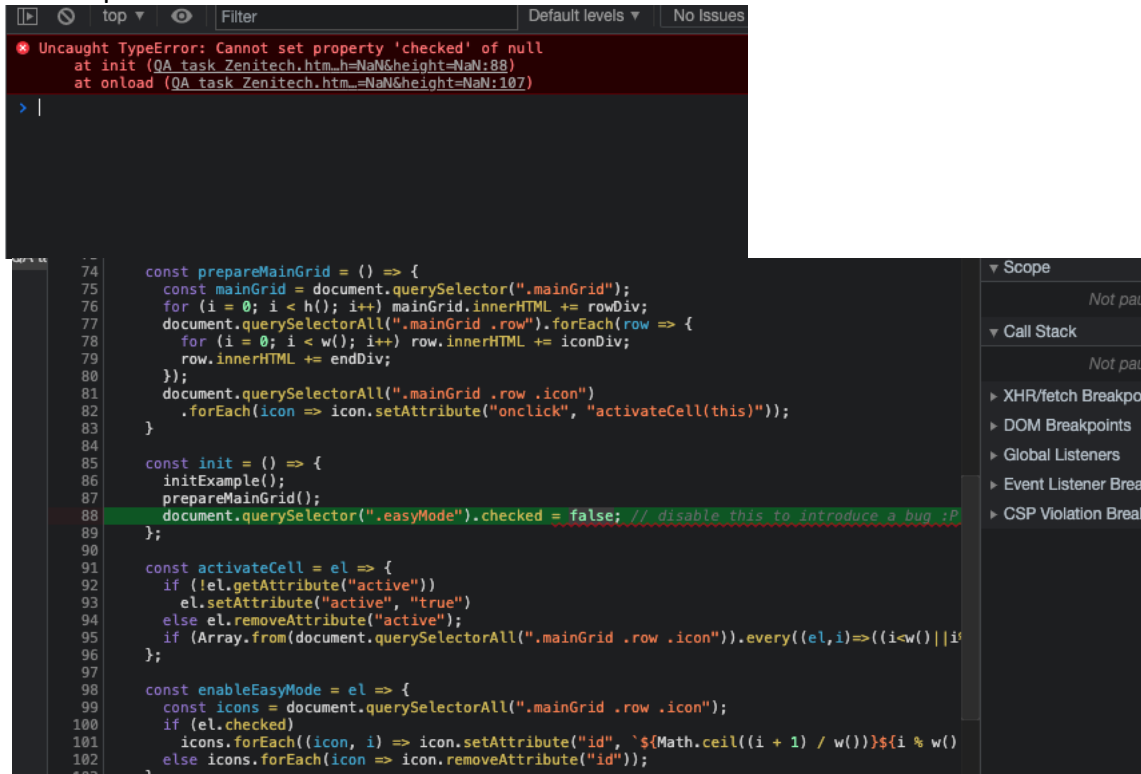 top ▼ Filter Default levels ▼ No Issues
Uncaught TypeError: Cannot set property 'checked' of null
at init (QA task Zenitech.htm…h=NaN&height=NaN:88)
at onload (QA task Zenitech.htm…=NaN&height=NaN:107)
>
74 const prepareMainGrid = () => {
75 const mainGrid = document.querySelector(".mainGrid");
76 for (i = 0; i < h(); i++) mainGrid.innerHTML += rowDiv;
77 document.querySelectorAll(".mainGrid .row").forEach(row => {
78 for (i = 0; i < w(); i++) row.innerHTML += iconDiv;
79 row.innerHTML += endDiv;
80 });
81 document.querySelectorAll(".mainGrid .row .icon")
82 .forEach(icon => icon.setAttribute("onclick", "activateCell(this)"));
83 }
84
85 const init = () => {
86 initExample();
87 prepareMainGrid();
88 document.querySelector(".easyMode").checked = false; // disable this to introduce a bug :P
89 };
90
91 const activateCell = el => {
92 if (!el.getAttribute("active"))
93 el.setAttribute("active", "true")
94 else el.removeAttribute("active");
95 if (Array.from(document.querySelectorAll(".mainGrid .row .icon")).every((el,i)=>((i<w()||i%
96 };
97
98 const enableEasyMode = el => {
99 const icons = document.querySelectorAll(".mainGrid .row .icon");
100 if (el.checked)
101 icons.forEach((icon, i) => icon.setAttribute("id", `${Math.ceil((i + 1) / w())}${i % w()
102 else icons.forEach(icon => icon.removeAttribute("id"));
▼ Scope
Not pau
▼ Call Stack
Not pau
▶ XHR/fetch Breakpo
▶ DOM Breakpoints
▶ Global Listeners
▶ Event Listener Brea
▶ CSP Violation Breal